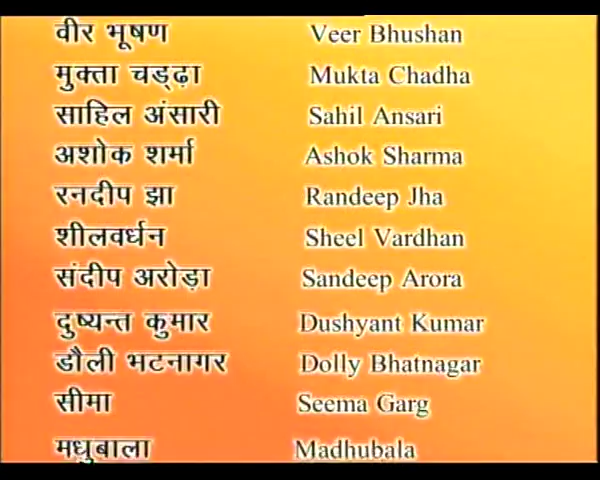 वीर भूषण Veer Bhushan
मुक्ता चड्ढ़ा Mukta Chadha
साहिल अंसारी Sahil Ansari
अशोक शर्मा Ashok Sharma
रनदीप झा Randeep Jha
शीलवर्धन Sheel Vardhan
संदीप अरोड़ा Sandeep Arora
दुष्यन्त कुमार Dushyant Kumar
डौली भटनागर Dolly Bhatnagar
सीमा Seema Garg
मधुबाला Madhubala